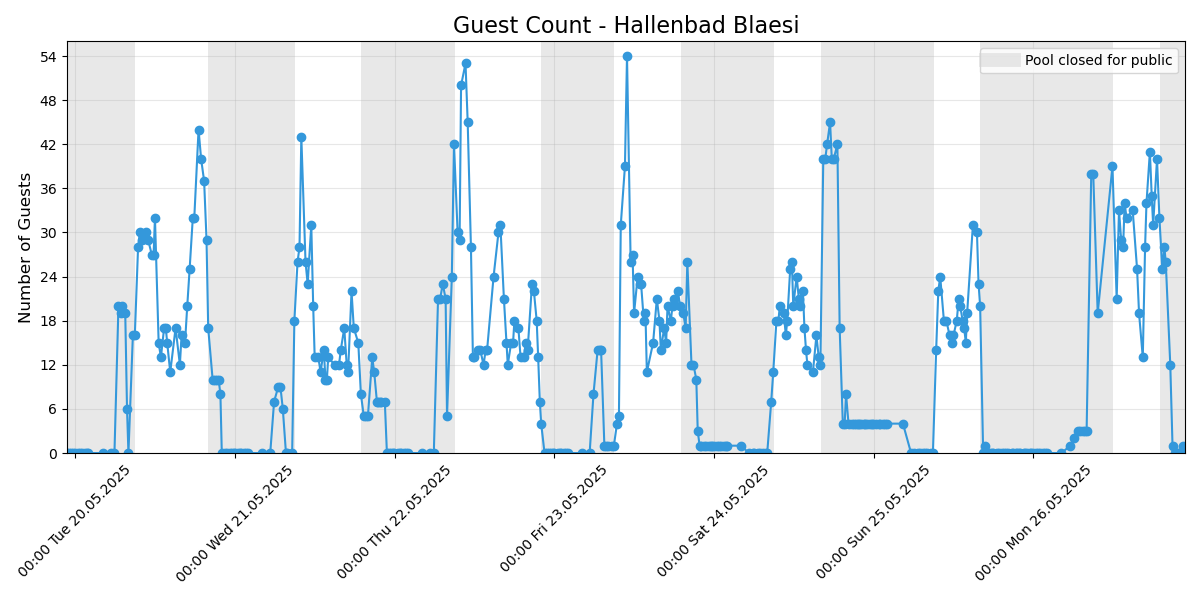 Guest Count - Hallenbad Blaesi
Pool closed for public
Number of Guests
54
48
42
36
30
24
18
12
6
0
00:00 Tue 20.05.2025
00:00 Wed 21.05.2025
00:00 Thu 22.05.2025
00:00 Fri 23.05.2025
00:00 Sat 24.05.2025
00:00 Sun 25.05.2025
00:00 Mon 26.05.2025